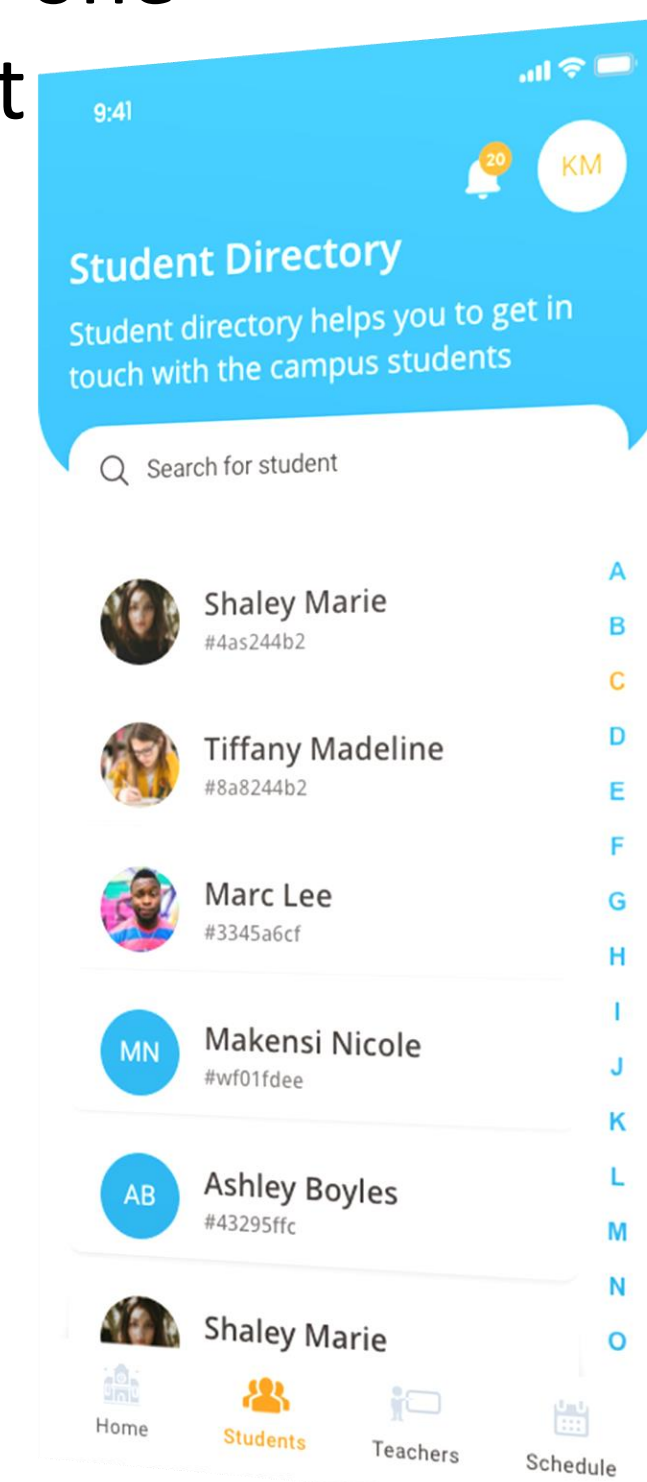 t
9:41
20
KM
Student Directory
Student directory helps you to get in
touch with the campus students
Search for student
Shaley Marie
#4as244b2
Tiffany Madeline
#8a8244b2
Marc Lee
#3345a6cf
MN
Makensi Nicole
#wf01fdee
AB
Ashley Boyles
#43295ffc
Shaley Marie
A
B
C
D
E
F
G
H
I
J
K
L
M
N
O
Home
Students
Teachers
Schedule